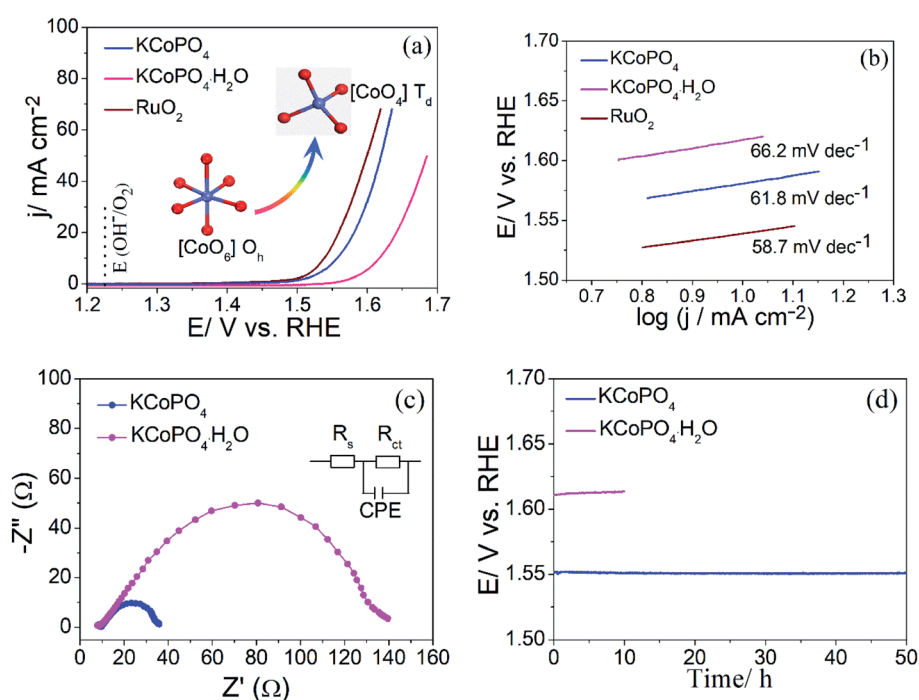 (a)
KCoPO4
KCoPO4·H2O
RuO2
[CoO4] Td
[CoO6] Oh
E (OH⁻/O2)
j/ mA cm⁻²
100
80
60
40
20
0
1.2 1.3 1.4 1.5 1.6 1.7
E/ V vs. RHE
(b)
KCoPO4
KCoPO4·H2O
RuO2
66.2 mV dec⁻¹
61.8 mV dec⁻¹
58.7 mV dec⁻¹
E/ V vs. RHE
1.70
1.65
1.60
1.55
1.50
0.7 0.8 0.9 1.0 1.1 1.2 1.3
log (j / mA cm⁻²)
(c)
KCoPO4
KCoPO4·H2O
Rs Rct
CPE
-Z" (Ω)
100
80
60
40
20
0
0 20 40 60 80 100 120 140 160
Z' (Ω)
(d)
KCoPO4
KCoPO4·H2O
E/ V vs. RHE
1.70
1.65
1.60
1.55
1.50
0 10 20 30 40 50
Time/ h